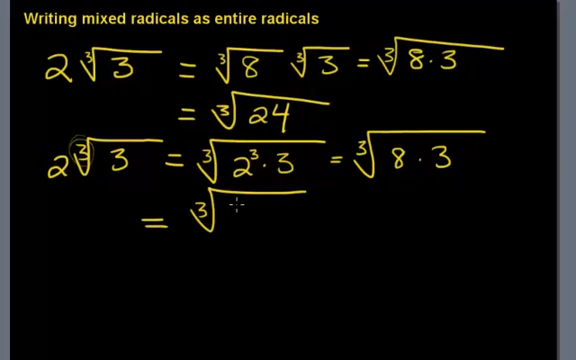 Writing mixed radicals as entire radicals
2∛3 = ∛8 ∛3 = ∛8·3
= ∛24
2∛3 = ∛2³·3 = ∛8·3
= ∛